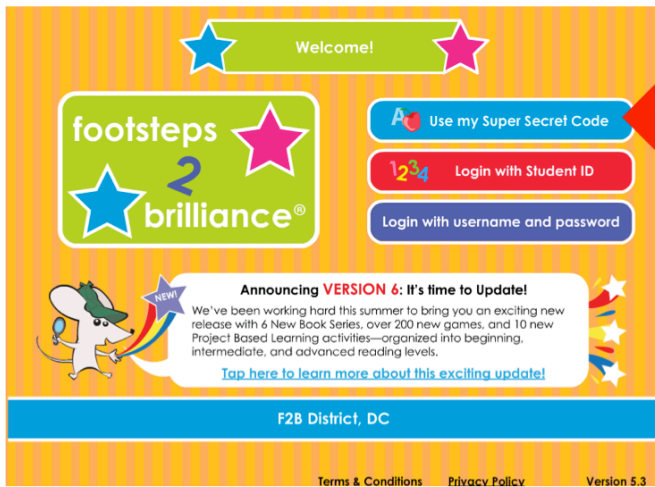 Welcome!
footsteps
2
brilliance®
A Use my Super Secret Code
1234 Login with Student ID
Login with username and password
NEW!
Announcing VERSION 6: It's time to Update!
We've been working hard this summer to bring you an exciting new
release with 6 New Book Series, over 200 new games, and 10 new
Project Based Learning activities—organized into beginning,
intermediate, and advanced reading levels.
Tap here to learn more about this exciting update!
F2B District, DC
Terms & Conditions Privacy Policy Version 5.3